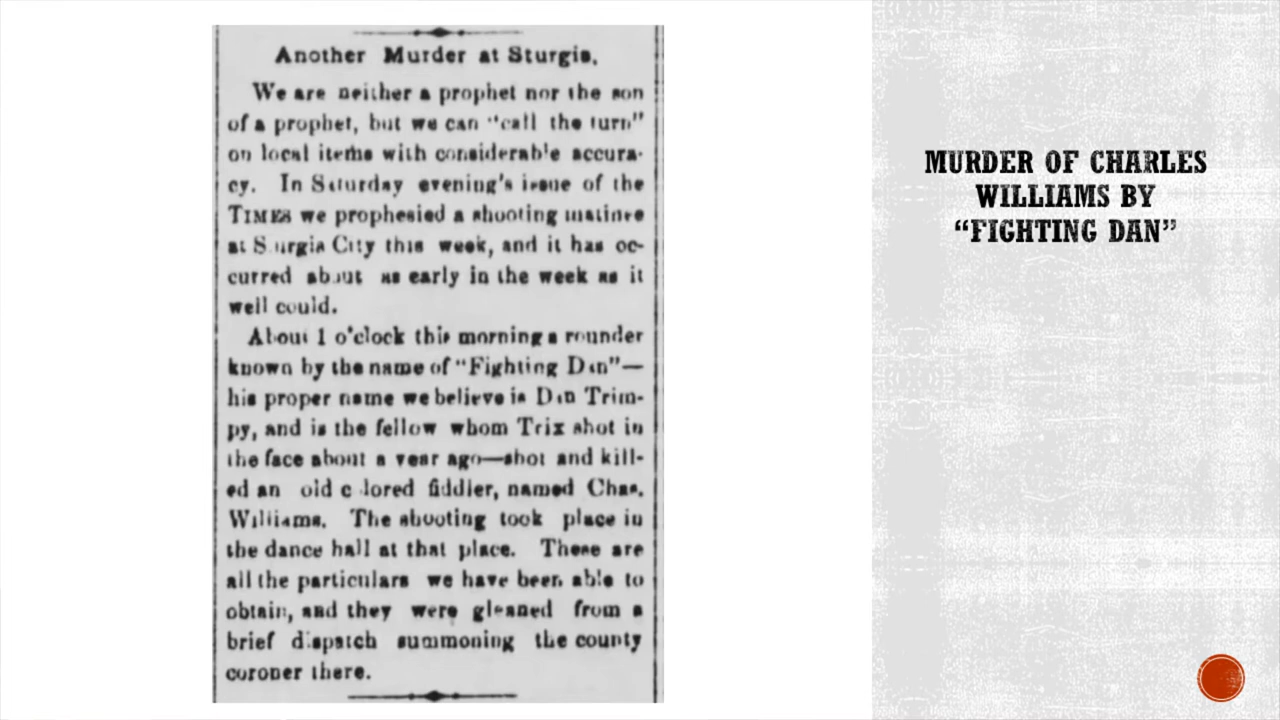 Another Murder at Sturgis.
We are neither a prophet nor the son
of a prophet, but we can "call the turn"
on local items with considerable accura-
cy. In Saturday evening's issue of the
TIMES we prophesied a shooting matinee
at Sturgis City this week, and it has oc-
curred about as early in the week as it
well could.
About 1 o'clock this morning a rounder
known by the name of "Fighting Dan"—
his proper name we believe is Dan Trim-
py, and is the fellow whom Trix shot in
the face about a year ago—shot and kill-
ed an old colored fiddler, named Chas.
Williams. The shooting took place in
the dance hall at that place. These are
all the particulars we have been able to
obtain, and they were gleaned from a
brief dispatch summoning the county
coroner there.
MURDER OF CHARLES
WILLIAMS BY
“FIGHTING DAN”